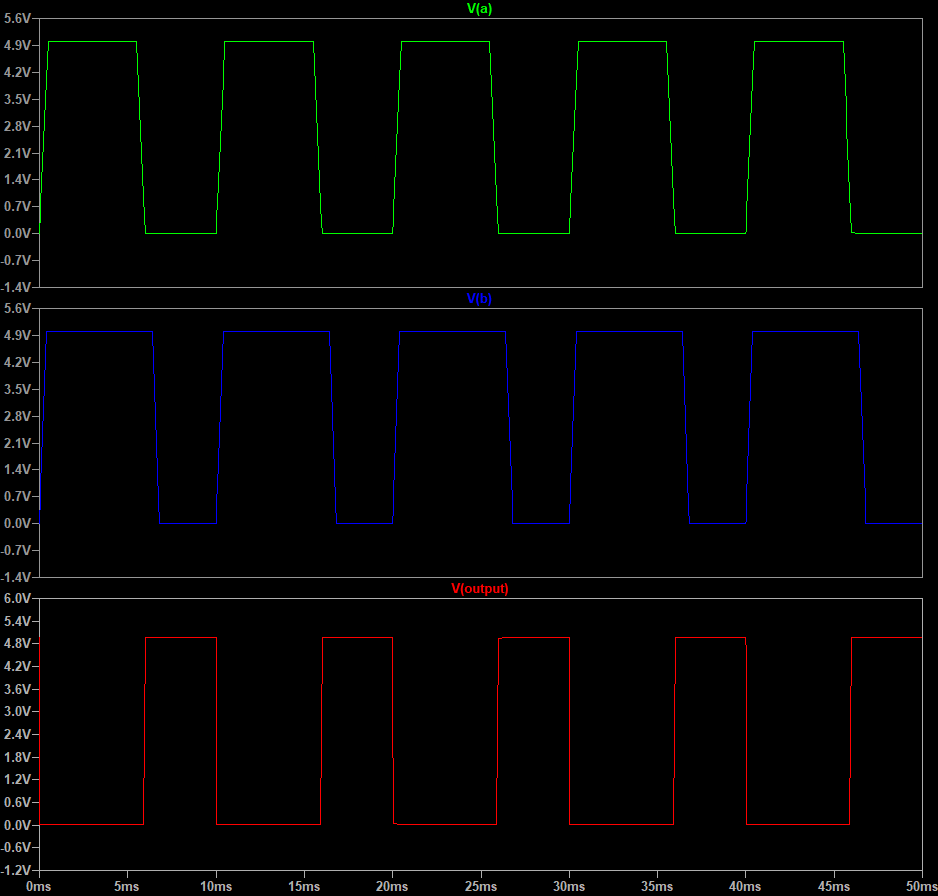 V(a)
5.6V
4.9V
4.2V
3.5V
2.8V
2.1V
1.4V
0.7V
0.0V
-0.7V
-1.4V
V(b)
5.6V
4.9V
4.2V
3.5V
2.8V
2.1V
1.4V
0.7V
0.0V
-0.7V
-1.4V
V(output)
6.0V
5.4V
4.8V
4.2V
3.6V
3.0V
2.4V
1.8V
1.2V
0.6V
0.0V
-0.6V
-1.2V
0ms 5ms 10ms 15ms 20ms 25ms 30ms 35ms 40ms 45ms 50ms